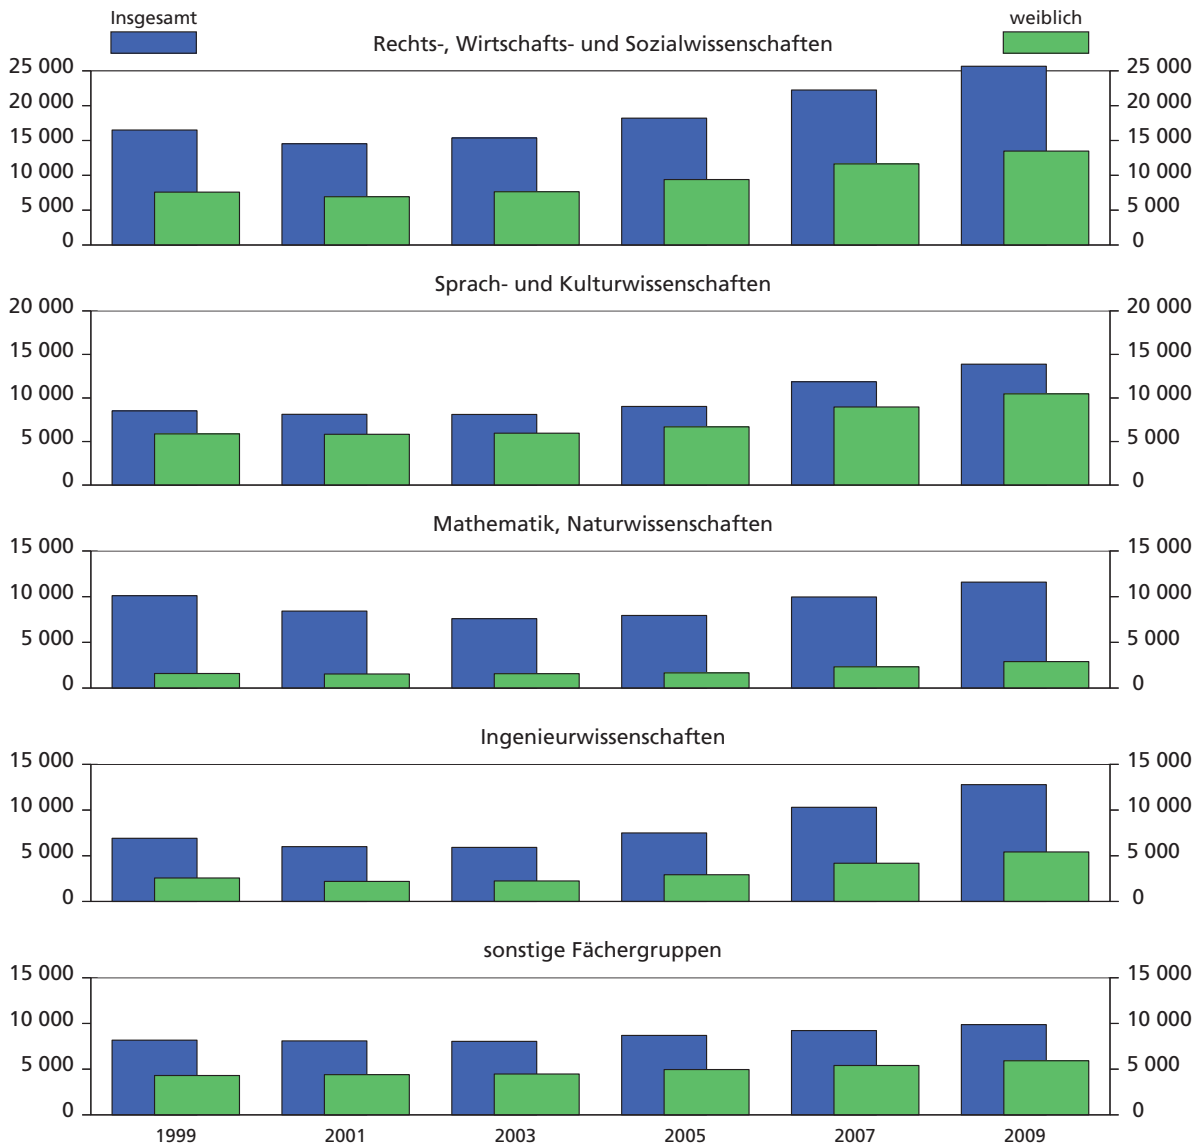 Insgesamt weiblich
Rechts-, Wirtschafts- und Sozialwissenschaften
25 000 25 000
20 000 20 000
15 000 15 000
10 000 10 000
5 000 5 000
0 0
Sprach- und Kulturwissenschaften
20 000 20 000
15 000 15 000
10 000 10 000
5 000 5 000
0 0
Mathematik, Naturwissenschaften
15 000 15 000
10 000 10 000
5 000 5 000
0 0
Ingenieurwissenschaften
15 000 15 000
10 000 10 000
5 000 5 000
0 0
sonstige Fächergruppen
15 000 15 000
10 000 10 000
5 000 5 000
0 0
1999 2001 2003 2005 2007 2009